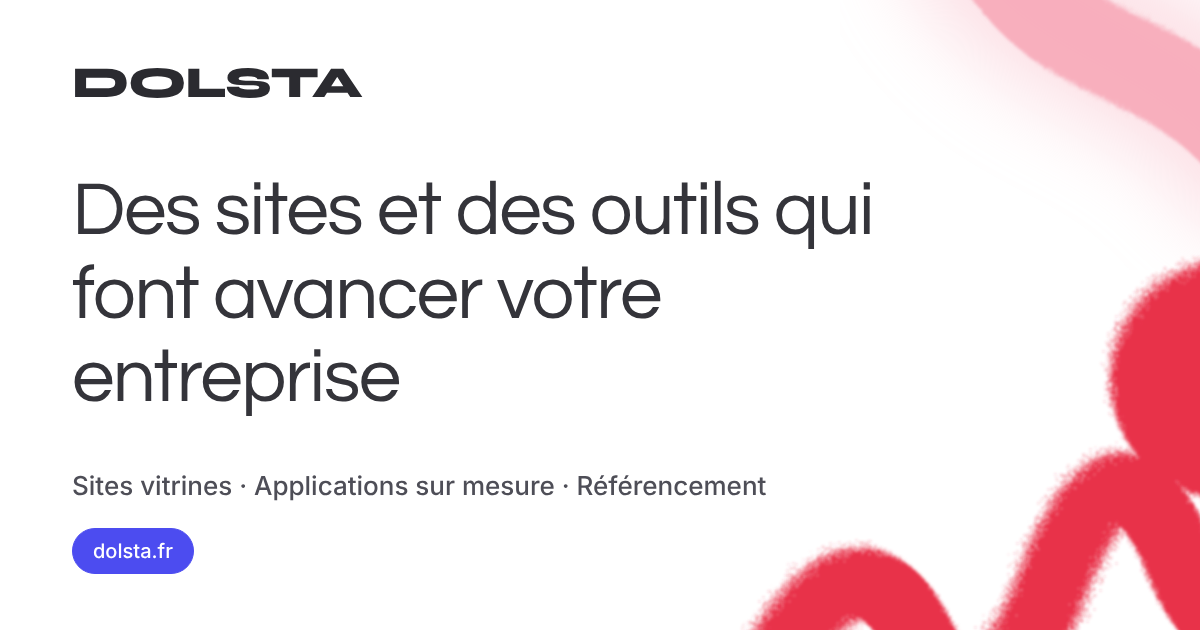 DOLSTA
Des sites et des outils qui
font avancer votre
entreprise
Sites vitrines · Applications sur mesure · Référencement
dolsta.fr